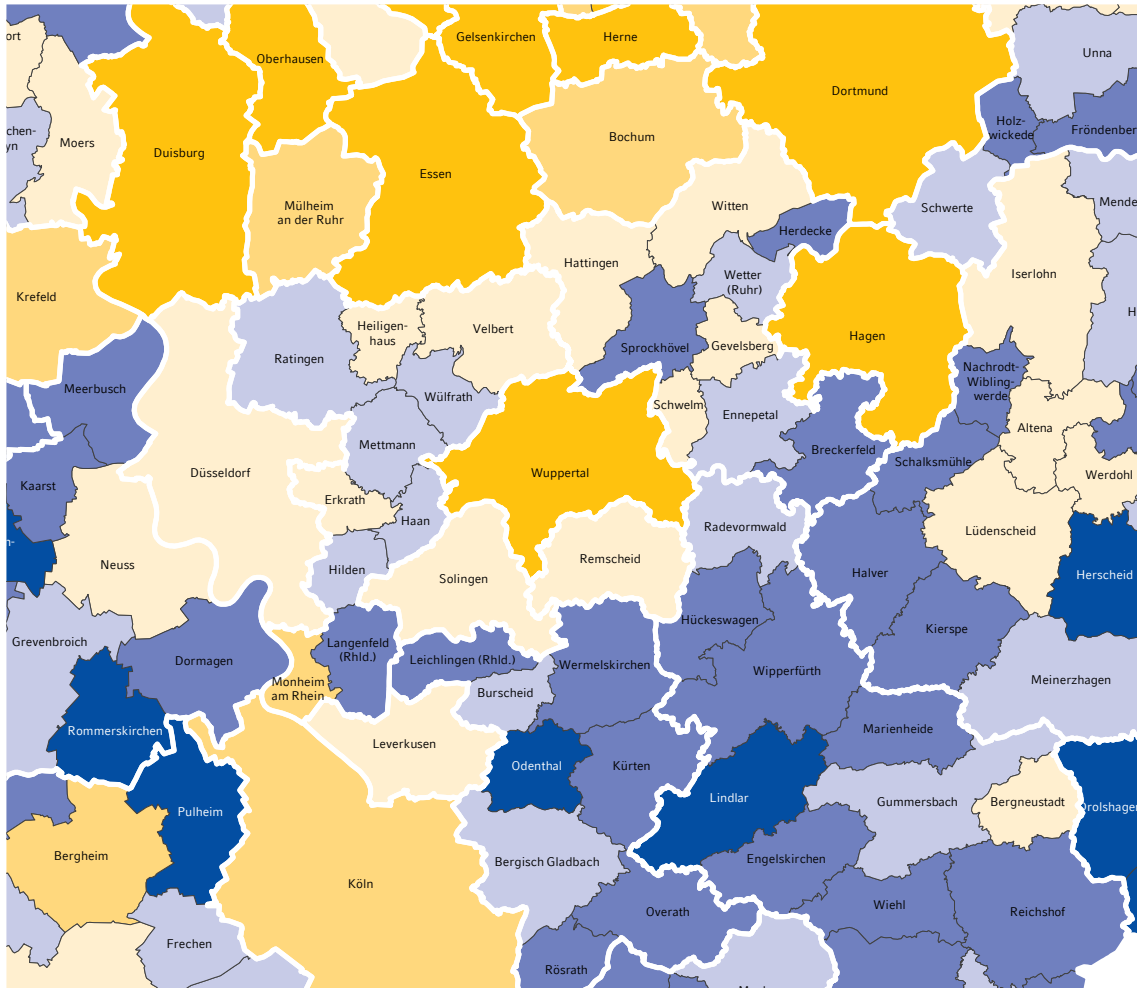 ort
Gelsenkirchen
Herne
Unna
Oberhausen
Dortmund
Holz-
wickede
Fröndenber
chen-
yn
Moers
Duisburg
Bochum
Essen
Mülheim
an der Ruhr
Witten
Schwerte
Mende
Herdecke
Hattingen
Wetter
(Ruhr)
Iserlohn
Krefeld
H
Heiligen-
haus
Velbert
Hagen
Ratingen
Sprockhövel
Gevelsberg
Meerbusch
Nachrodt-
Wibling-
werde
Wülfrath
Schwelm
Ennepetal
Altena
Mettmann
Breckerfeld
Schalksmühle
Düsseldorf
Wuppertal
Werdohl
Kaarst
Erkrath
Haan
Radevormwald
Lüdenscheid
n-
Neuss
Hilden
Solingen
Remscheid
Halver
Herscheid
Hückeswagen
Kierspe
Grevenbroich
Langenfeld
(Rhld.)
Dormagen
Leichlingen (Rhld.)
Wermelskirchen
Wipperfürth
Monheim
am Rhein
Burscheid
Meinerzhagen
Rommerskirchen
Marienheide
Leverkusen
Odenthal
Kürten
Lindlar
Gummersbach
Bergneustadt
Drolshagen
Pulheim
Bergheim
Bergisch Gladbach
Engelskirchen
Köln
Overath
Wiehl
Reichshof
Frechen
Rösrath